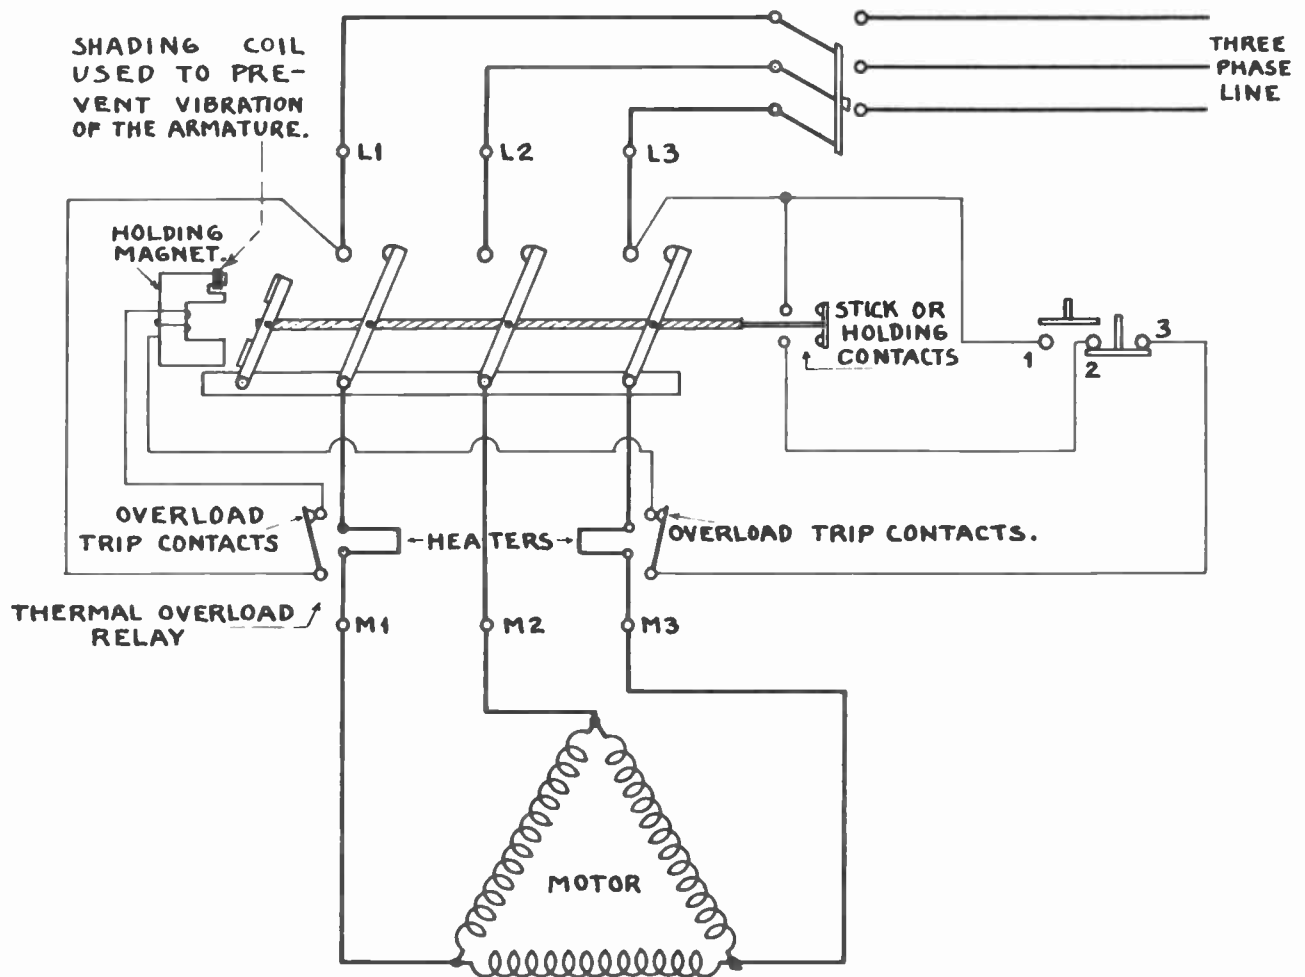 SHADING COIL
USED TO PRE-
VENT VIBRATION
OF THE ARMATURE.
THREE
PHASE
LINE
L1
L2
L3
HOLDING
MAGNET.
STICK OR
HOLDING
CONTACTS
1
2
3
OVERLOAD
TRIP CONTACTS
HEATERS
OVERLOAD TRIP CONTACTS.
THERMAL OVERLOAD
RELAY
M1
M2
M3
MOTOR